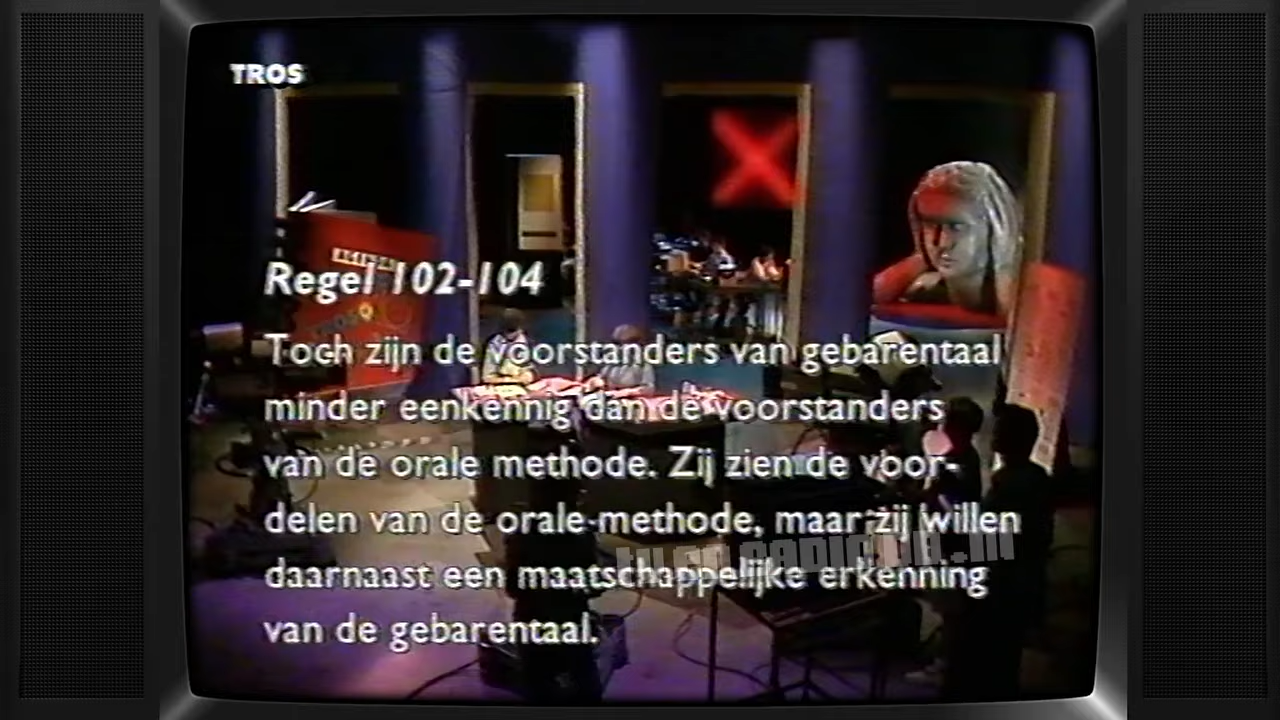 TROS
Regel 102-104
Toch zijn de voorstanders van gebarentaal
minder eenkennig dan de voorstanders
van de orale methode. Zij zien de voor-
delen van de orale methode, maar zij willen
daarnaast een maatschappelijke erkenning
van de gebarentaal.